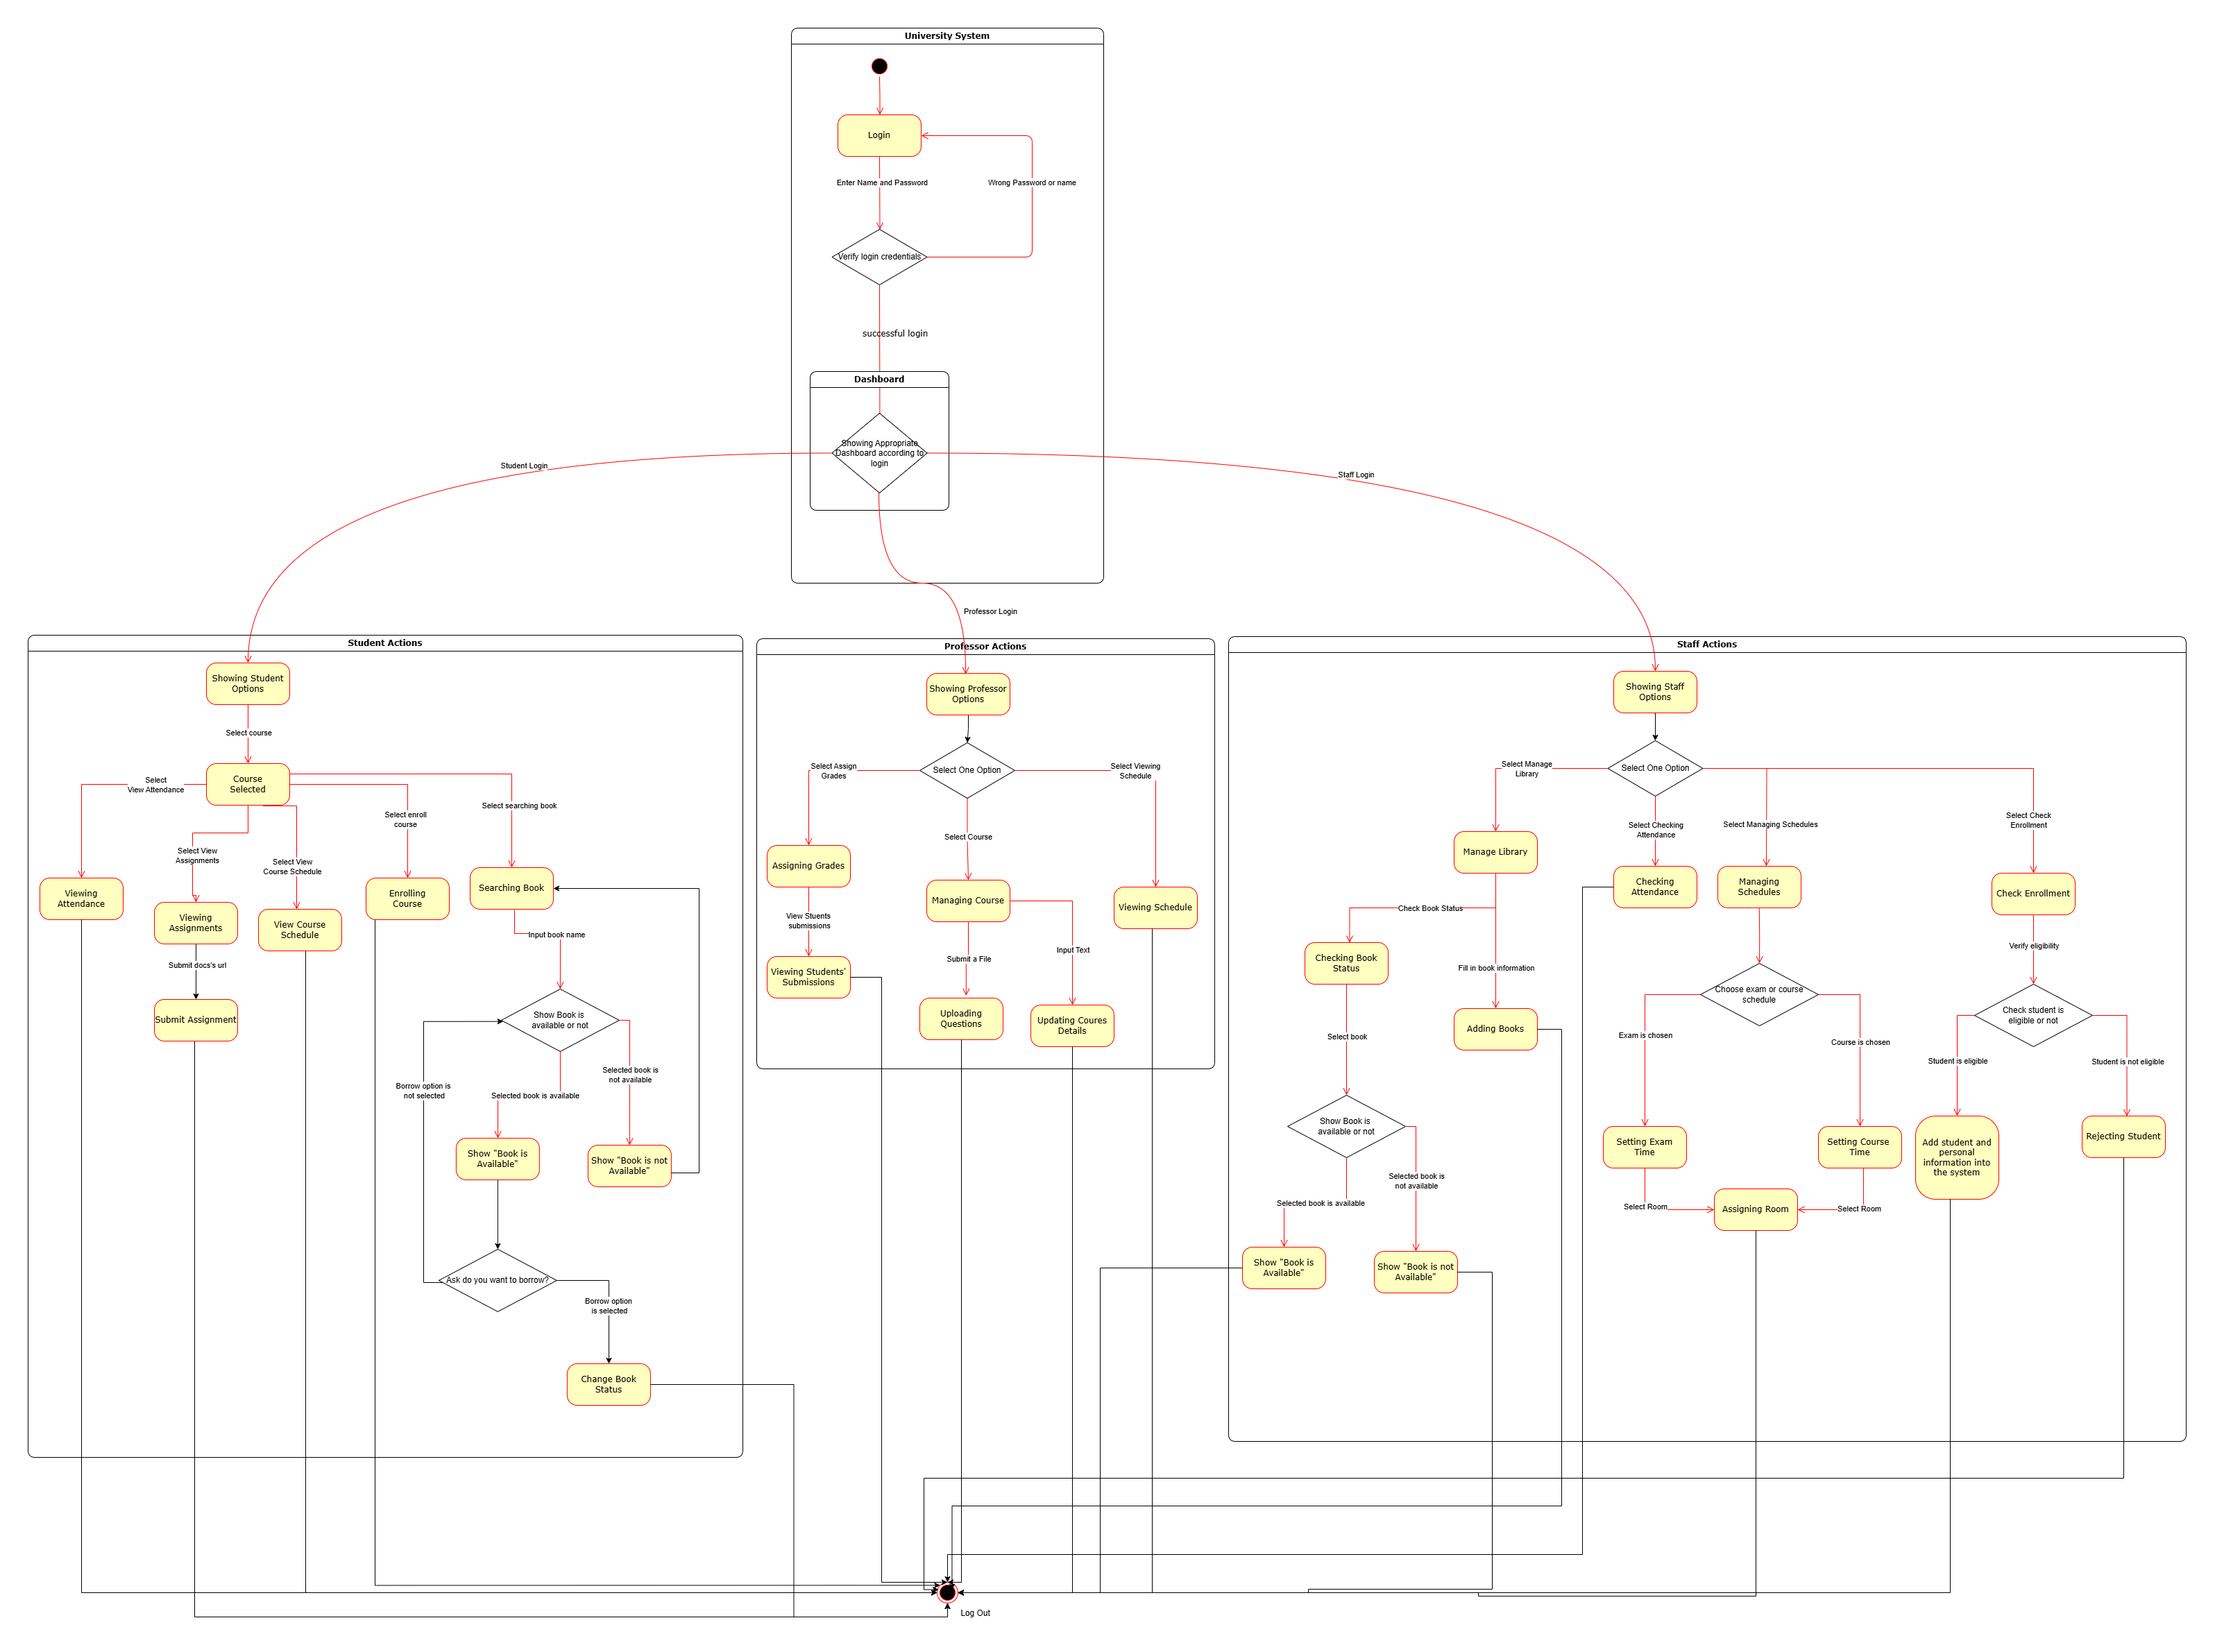 University System
Login
Enter Name and Password
Wrong Password or name
Verify login credentials
successful login
Dashboard
Showing Appropriate
Dashboard according to
login
Student Login
Staff Login
Professor Login
Student Actions
Showing Student
Options
Select course
Course
Selected
Select
View Attendance
Select View
Assignments
Select View
Course Schedule
Select enroll
course
Select searching book
Viewing
Attendance
Viewing
Assignments
View Course
Schedule
Enrolling
Course
Searching Book
Submit docs's url
Submit Assignment
Input book name
Show Book is
available or not
Borrow option is
not selected
Selected book is available
Selected book is
not available
Show "Book is
Available"
Show "Book is not
Available"
Ask do you want to borrow?
Borrow option
is selected
Change Book
Status
Professor Actions
Showing Professor
Options
Select One Option
Select Assign
Grades
Select Course
Select Viewing
Schedule
Assigning Grades
Managing Course
Viewing Schedule
View Stuents
submissions
Submit a File
Input Text
Viewing Students'
Submissions
Uploading
Questions
Updating Coures
Details
Staff Actions
Showing Staff
Options
Select One Option
Select Manage
Library
Select Checking
Attendance
Select Managing Schedules
Select Check
Enrollment
Manage Library
Checking
Attendance
Managing
Schedules
Check Enrollment
Check Book Status
Fill in book information
Verify eligibility
Checking Book
Status
Adding Books
Choose exam or course
schedule
Check student is
eligible or not
Select book
Exam is chosen
Course is chosen
Student is eligible
Student is not eligible
Show Book is
available or not
Setting Exam
Time
Setting Course
Time
Add student and
personal
information into
the system
Rejecting Student
Selected book is available
Selected book is
not available
Select Room
Select Room
Assigning Room
Show "Book is
Available"
Show "Book is not
Available"
Log Out